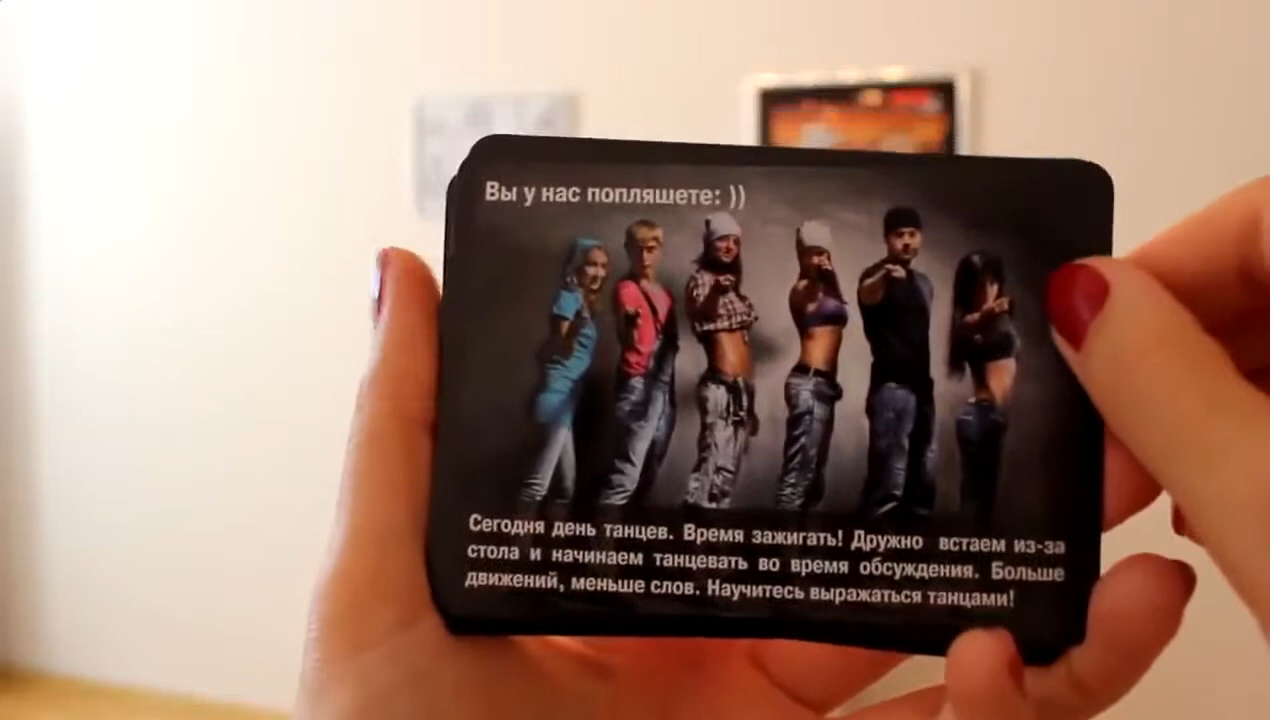 Вы у нас попляшете: ))
Сегодня день танцев. Время зажигать! Дружно встаем из-за
стола и начинаем танцевать во время обсуждения. Больше
движений, меньше слов. Научитесь выражаться танцами!